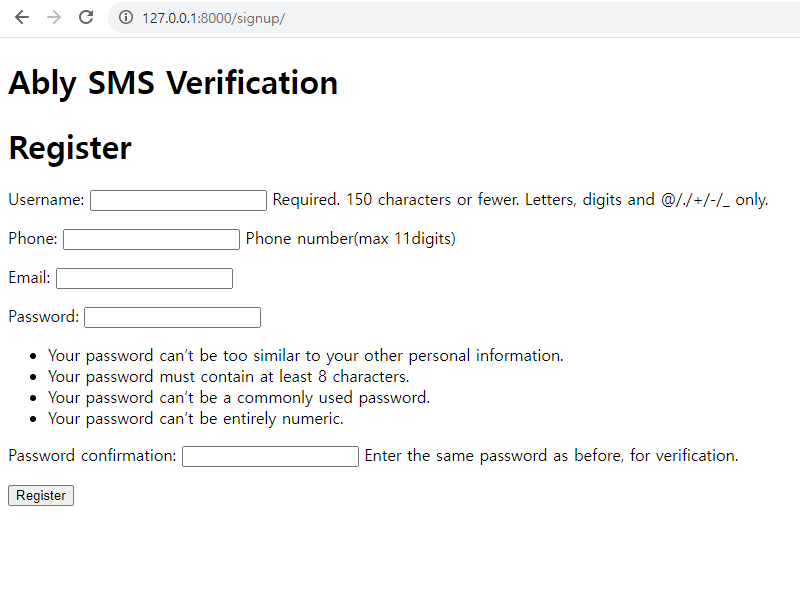 127.0.0.1:8000/signup/
Ably SMS Verification
Register
Username: Required. 150 characters or fewer. Letters, digits and @/./+/-/_ only.
Phone: Phone number(max 11digits)
Email:
Password:
Your password can't be too similar to your other personal information.
Your password must contain at least 8 characters.
Your password can't be a commonly used password.
Your password can't be entirely numeric.
Password confirmation: Enter the same password as before, for verification.
Register